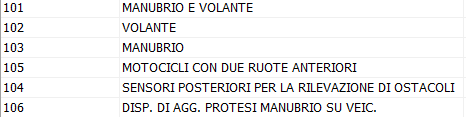 101 MANUBRIO E VOLANTE
102 VOLANTE
103 MANUBRIO
105 MOTOCICLI CON DUE RUOTE ANTERIORI
104 SENSORI POSTERIORI PER LA RILEVAZIONE DI OSTACOLI
106 DISP. DI AGG. PROTESI MANUBRIO SU VEIC.